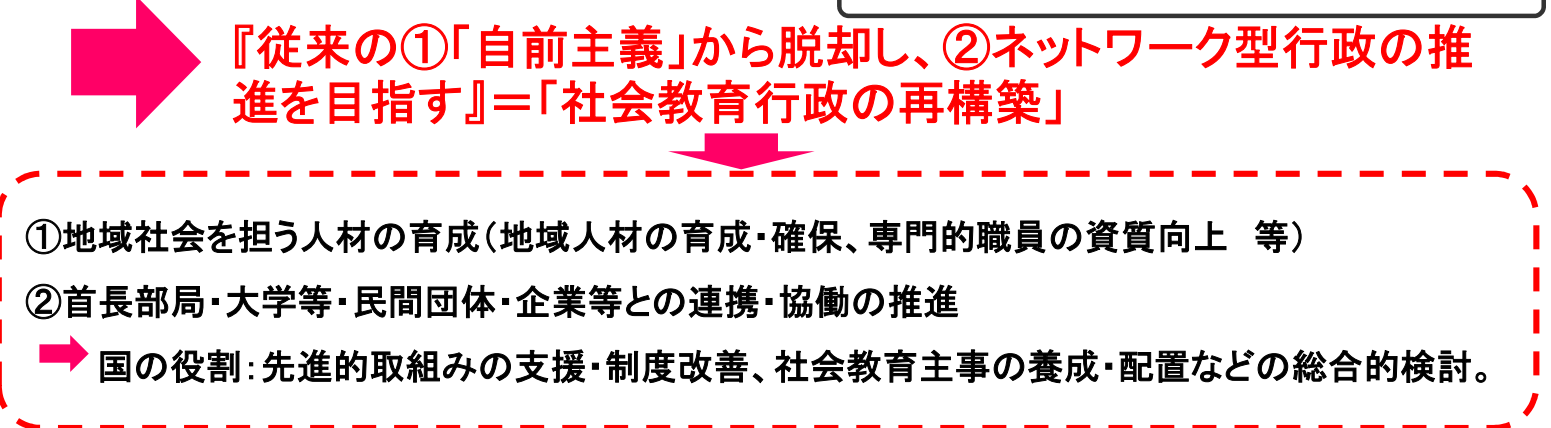 『従来の①「自前主義」から脱却し、②ネットワーク型行政の推
進を目指す』＝「社会教育行政の再構築」
①地域社会を担う人材の育成（地域人材の育成・確保、専門的職員の資質向上　等）
②首長部局・大学等・民間団体・企業等との連携・協働の推進
国の役割：先進的取組みの支援・制度改善、社会教育主事の養成・配置などの総合的検討。